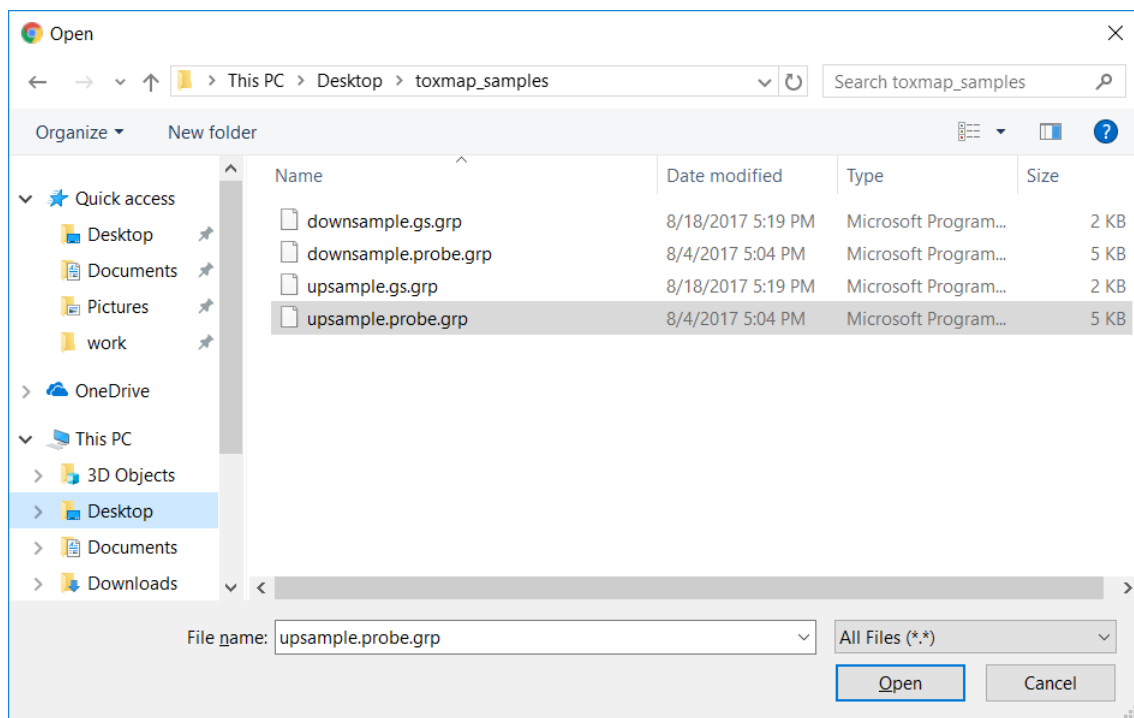 Open
This PC > Desktop > toxmap_samples
Search toxmap_samples
Organize
New folder
Name
Date modified
Type
Size
Quick access
Desktop
Documents
Pictures
work
OneDrive
This PC
3D Objects
Desktop
Documents
Downloads
downsample.gs.grp 8/18/2017 5:19 PM Microsoft Program... 2 KB
downsample.probe.grp 8/4/2017 5:04 PM Microsoft Program... 5 KB
upsample.gs.grp 8/18/2017 5:19 PM Microsoft Program... 2 KB
upsample.probe.grp 8/4/2017 5:04 PM Microsoft Program... 5 KB
File name: upsample.probe.grp
All Files (*.*)
Open
Cancel